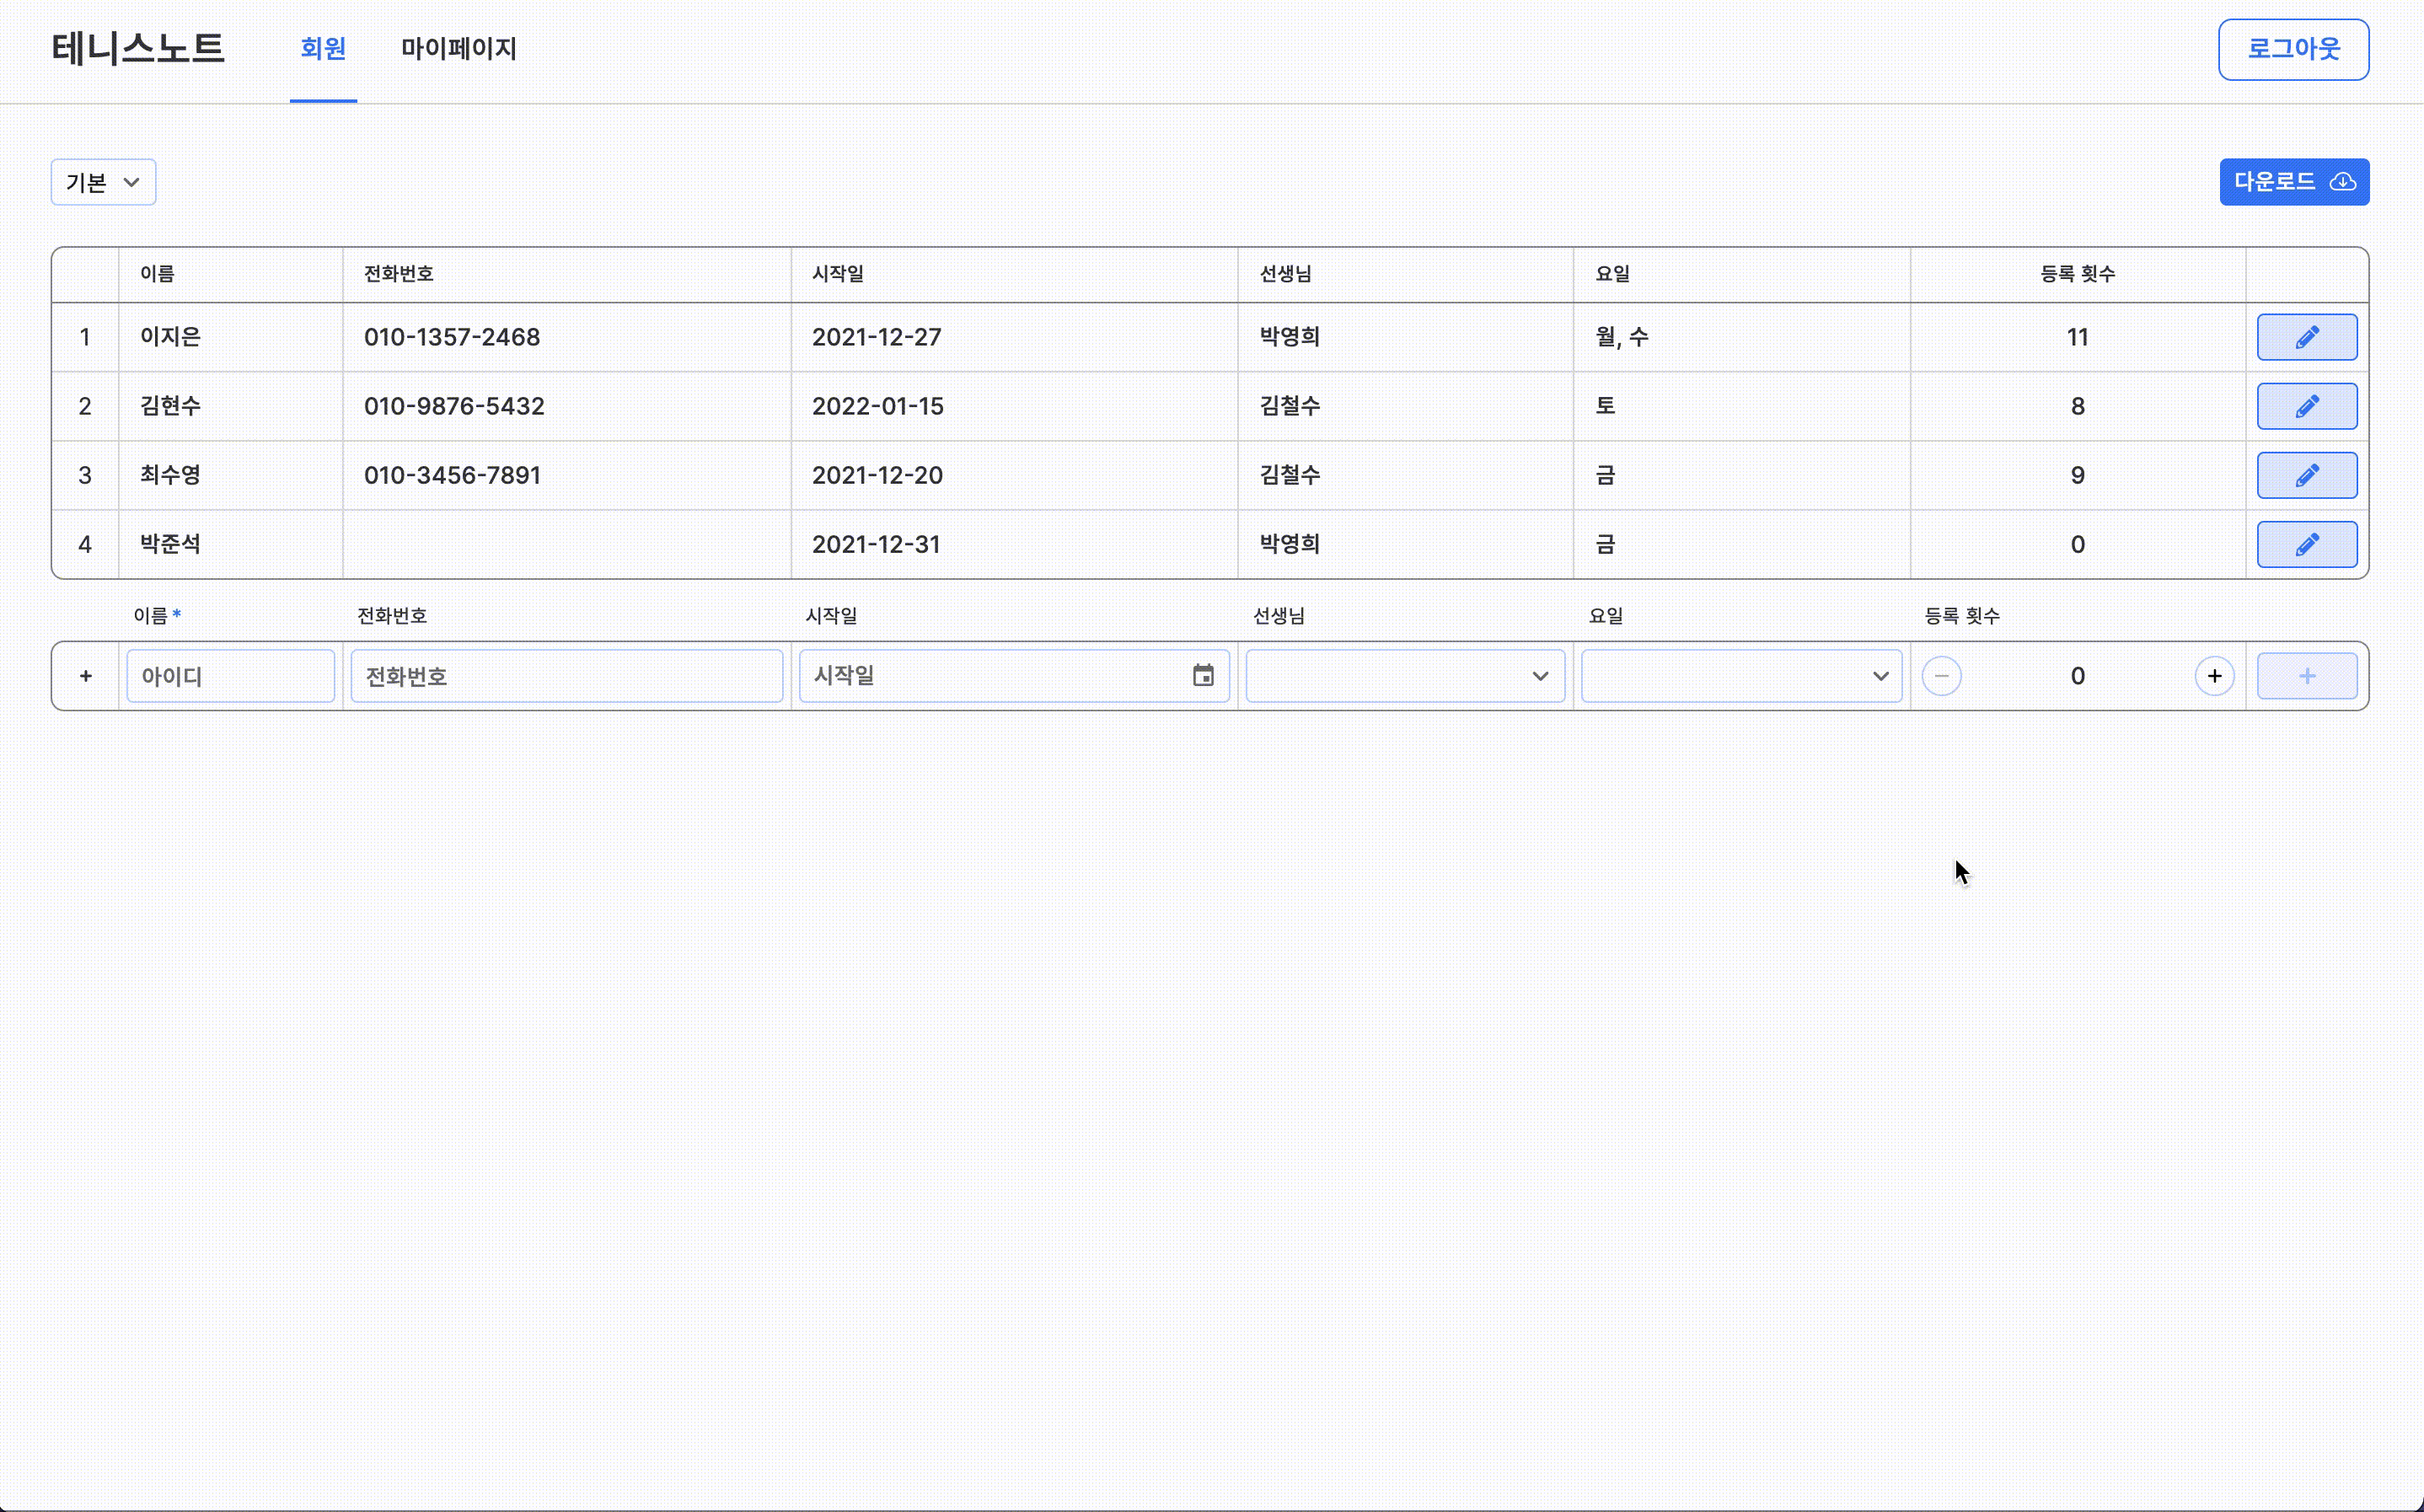 테니스노트 회원 마이페이지 로그아웃
기본 다운로드
이름 전화번호 시작일 선생님 요일 등록 횟수
1 이지은 010-1357-2468 2021-12-27 박영희 월, 수 11
2 김현수 010-9876-5432 2022-01-15 김철수 토 8
3 최수영 010-3456-7891 2021-12-20 김철수 금 9
4 박준석 2021-12-31 박영희 금 0
이름 * 전화번호 시작일 선생님 요일 등록 횟수
+ 아이디 전화번호 시작일 − 0 + +